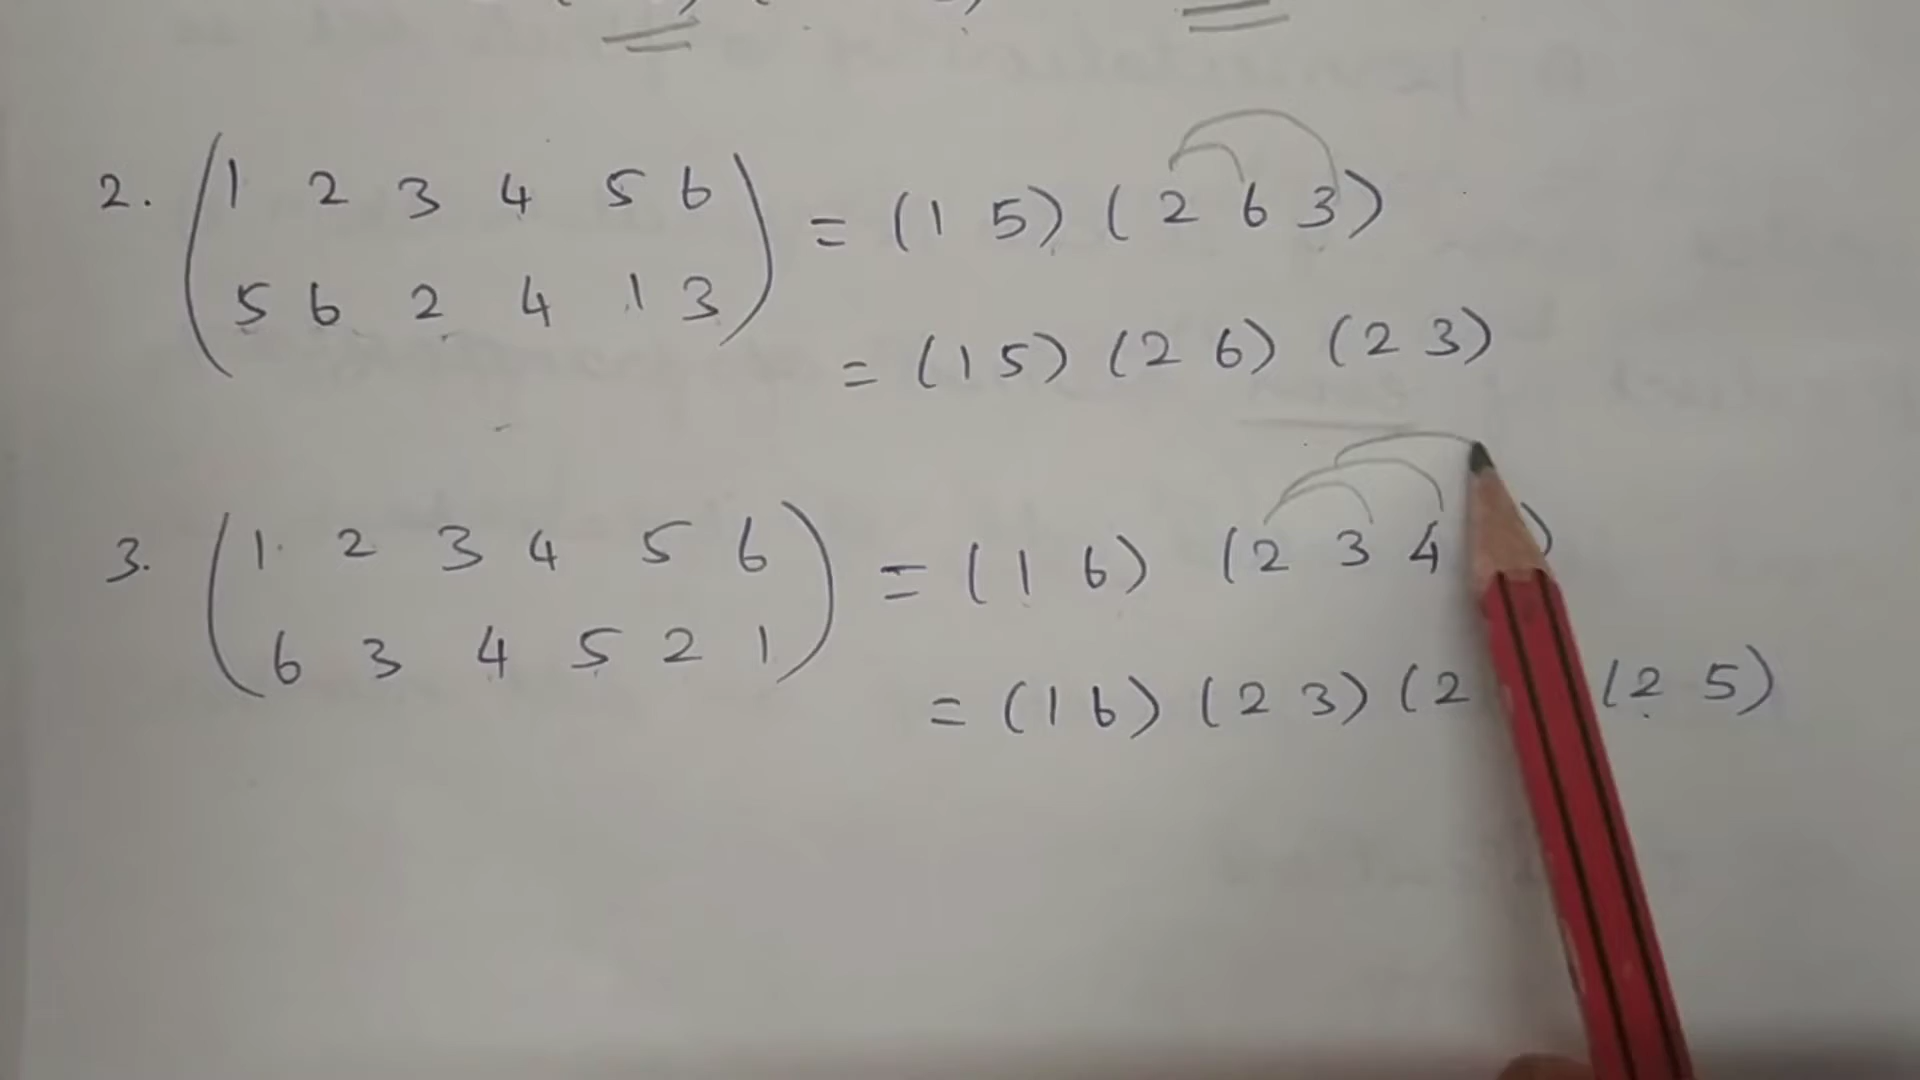 2. (1 2 3 4 5 6) = (1 5) (2 6 3)
(5 6 2 4 1 3)
= (1 5) (2 6) (2 3)
3. (1 2 3 4 5 6) = (1 6) (2 3 4 )
(6 3 4 5 2 1)
= (1 6) (2 3) (2 (2 5)